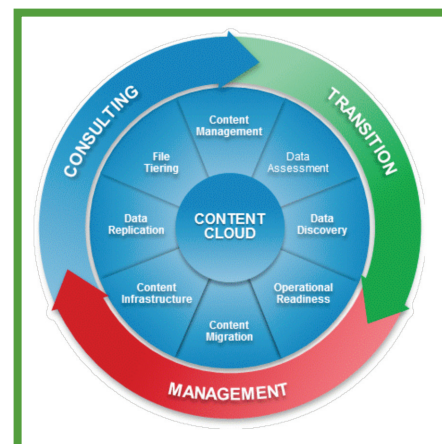 CONSULTING
TRANSITION
MANAGEMENT
Content
Management
Data
Assessment
Data
Discovery
Operational
Readiness
Content
Migration
Content
Infrastructure
Data
Replication
File
Tiering
CONTENT
CLOUD